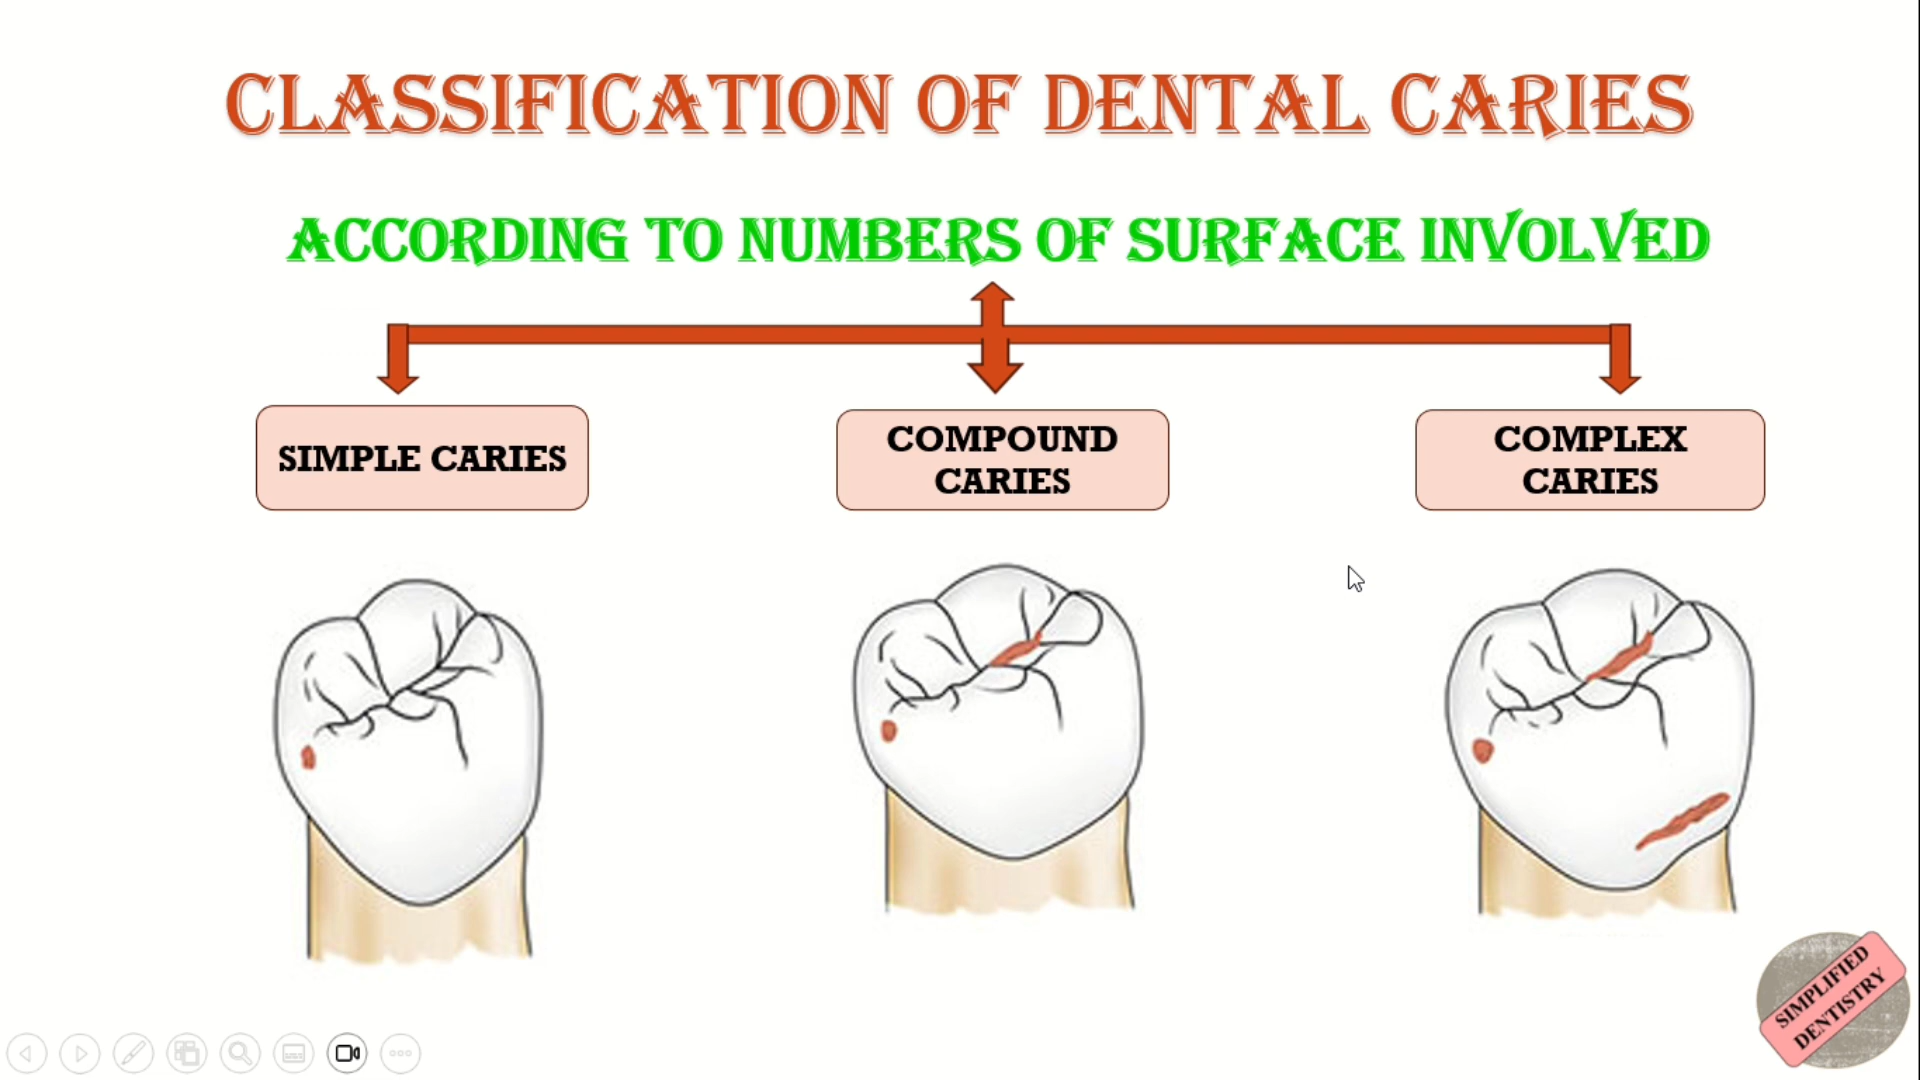 CLASSIFICATION OF DENTAL CARIES
ACCORDING TO NUMBERS OF SURFACE INVOLVED
SIMPLE CARIES
COMPOUND
CARIES
COMPLEX
CARIES
SIMPLIFIED
DENTISTRY